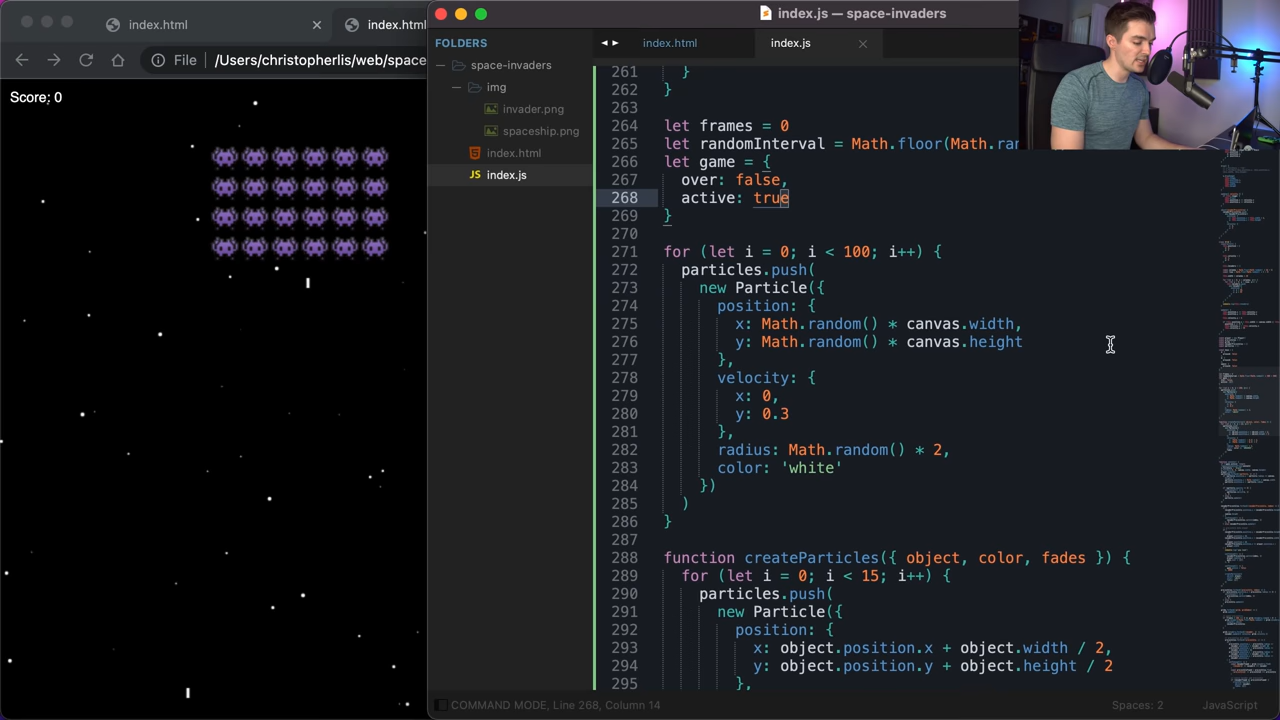 index.html
index.html
File
/Users/christopherlis/web/space
Score: 0
index.js — space-invaders
FOLDERS
space-invaders
img
invader.png
spaceship.png
index.html
JS index.js
index.html
index.js
261 }
262 }
263
264 let frames = 0
265 let randomInterval = Math.floor(Math.ran
266 let game = {
267 over: false,
268 active: true
269 }
270
271 for (let i = 0; i < 100; i++) {
272 particles.push(
273 new Particle({
274 position: {
275 x: Math.random() * canvas.width,
276 y: Math.random() * canvas.height
277 },
278 velocity: {
279 x: 0,
280 y: 0.3
281 },
282 radius: Math.random() * 2,
283 color: 'white'
284 })
285 )
286 }
287
288 function createParticles({ object, color, fades }) {
289 for (let i = 0; i < 15; i++) {
290 particles.push(
291 new Particle({
292 position: {
293 x: object.position.x + object.width / 2,
294 y: object.position.y + object.height / 2
295 },
COMMAND MODE, Line 268, Column 14
Spaces: 2
JavaScript